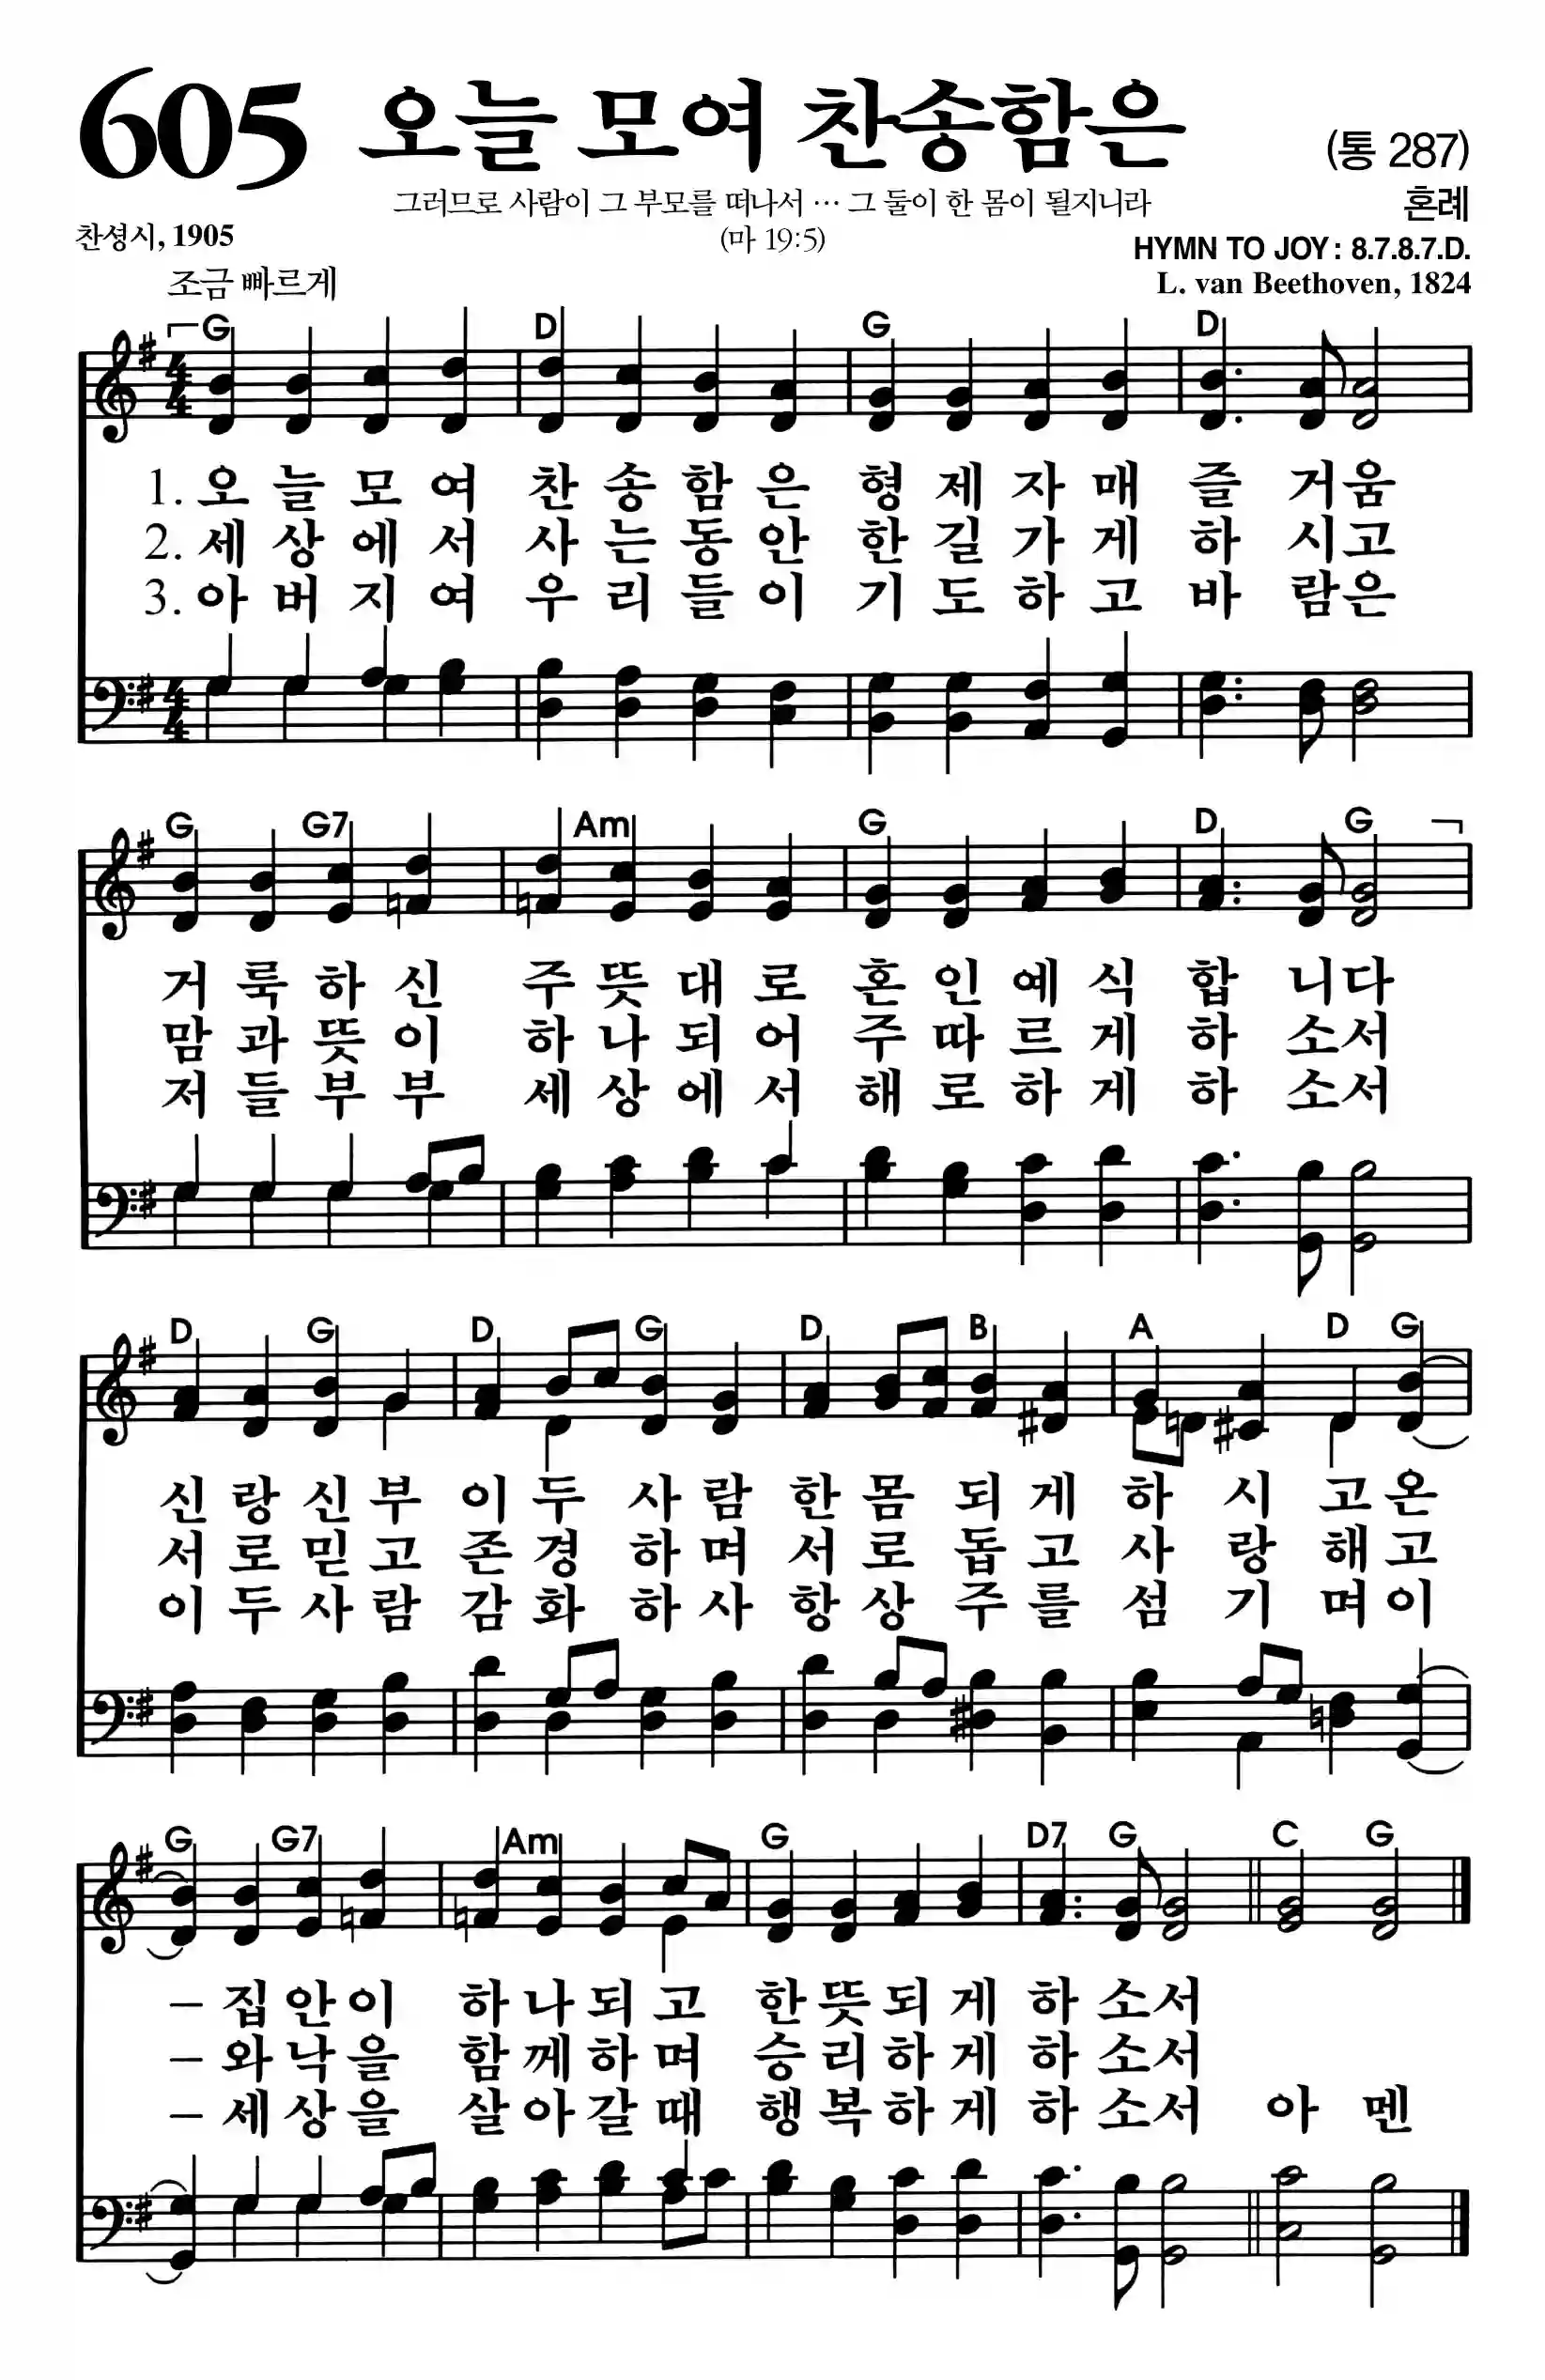 605 오늘 모여 찬송함은 (통 287)
그러므로 사람이 그 부모를 떠나서 … 그 둘이 한 몸이 될지니라 혼례
찬셩시, 1905 (마 19:5) HYMN TO JOY : 8.7.8.7.D.
조금 빠르게 L. van Beethoven, 1824
G D G D
4 4
1. 오 늘 모 여 찬 송 함 은 형 제 자 매 즐 거 움
2. 세 상 에 서 사 는 동 안 한 길 가 게 하 시 고
3. 아 버 지 여 우 리 들 이 기 도 하 고 바 람 은
4 4
G G7 Am G D G
거 룩 하 신 주 뜻 대 로 혼 인 예 식 합 니 다
맘 과 뜻 이 하 나 되 어 주 따 르 게 하 소 서
저 들 부 부 세 상 에 서 해 로 하 게 하 소 서
D G D G D B A D G
신 랑 신 부 이 두 사 람 한 몸 되 게 하 시 고 온
서 로 믿 고 존 경 하 며 서 로 돕 고 사 랑 해 고
이 두 사 람 감 화 하 사 항 상 주 를 섬 기 며 이
G G7 Am G D7 G C G
– 집 안 이 하 나 되 고 한 뜻 되 게 하 소 서
– 와 낙 을 함 께 하 며 승 리 하 게 하 소 서
– 세 상 을 살 아 갈 때 행 복 하 게 하 소 서 아 멘